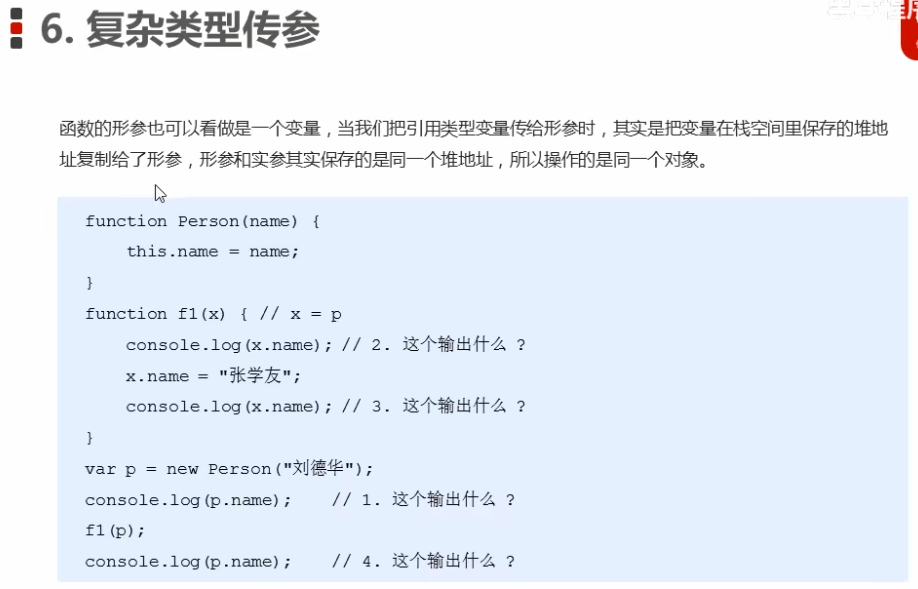 6. 复杂类型传参
函数的形参也可以看做是一个变量，当我们把引用类型变量传给形参时，其实是把变量在栈空间里保存的堆地
址复制给了形参，形参和实参其实保存的是同一个堆地址，所以操作的是同一个对象。
function Person(name) {
    this.name = name;
}
function f1(x) { // x = p
    console.log(x.name); // 2. 这个输出什么 ?
    x.name = "张学友";
    console.log(x.name); // 3. 这个输出什么 ?
}
var p = new Person("刘德华");
console.log(p.name);    // 1. 这个输出什么 ?
f1(p);
console.log(p.name);    // 4. 这个输出什么 ?